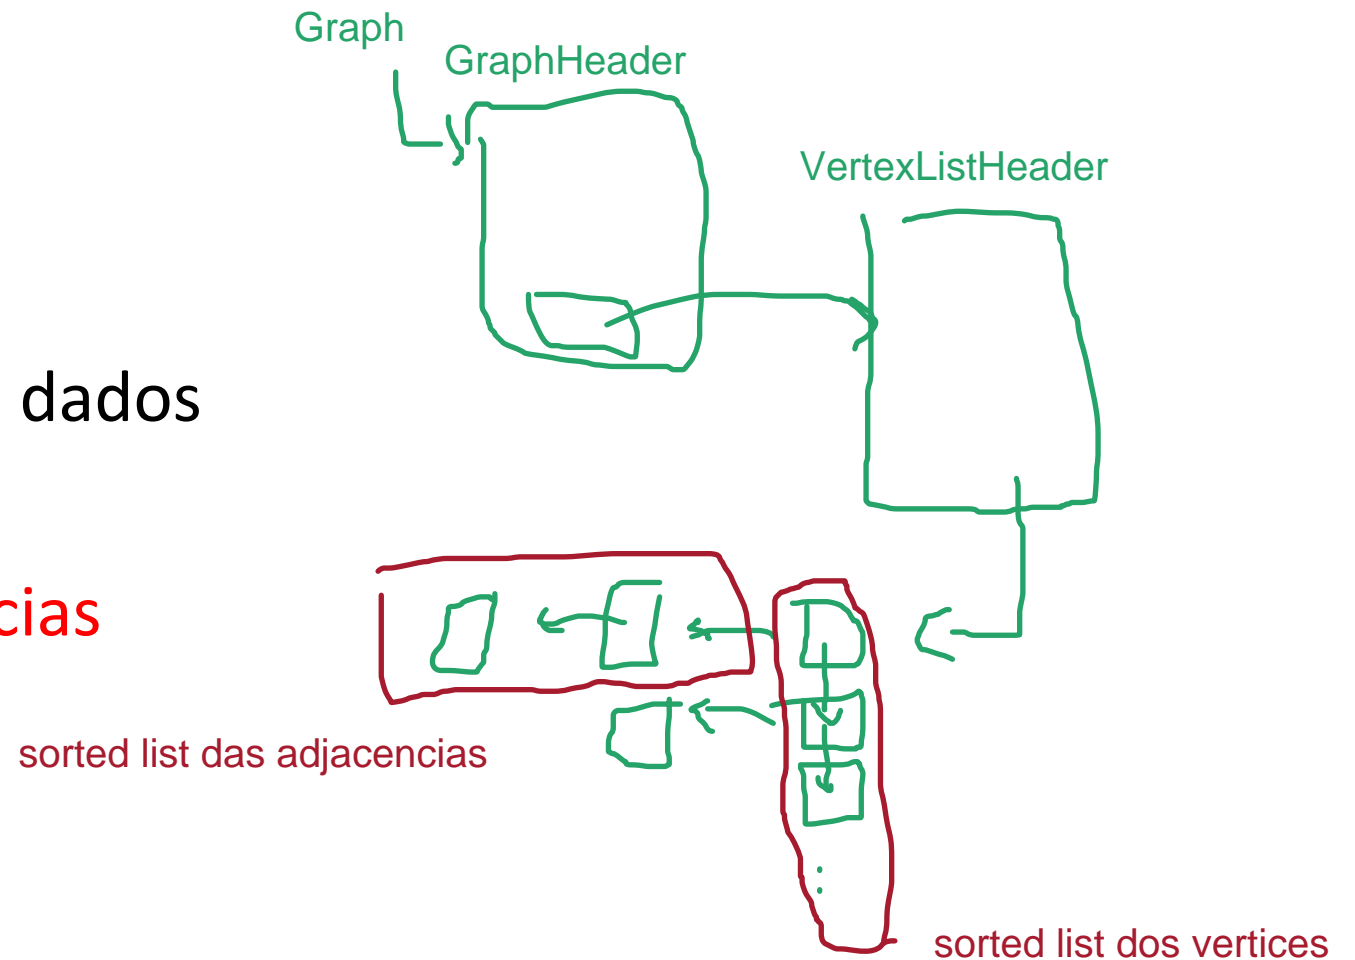 Graph
GraphHeader
VertexListHeader
dados
cias
sorted list das adjacencias
sorted list dos vertices